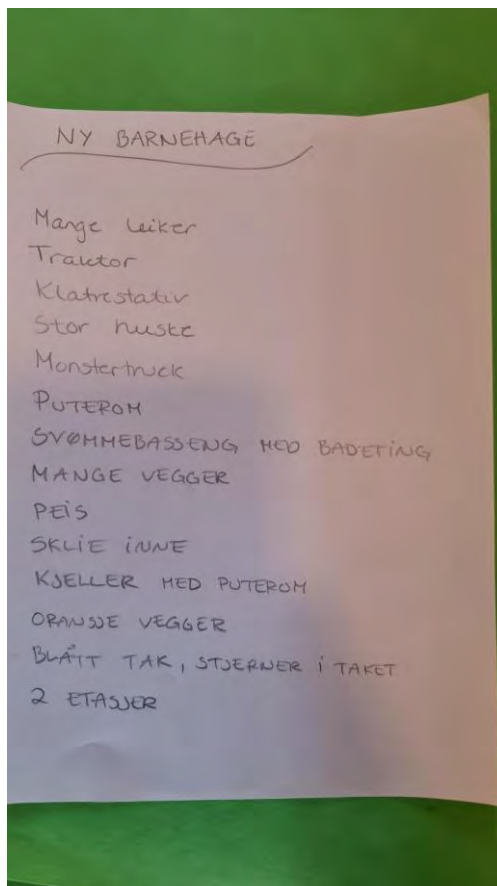 NY BARNEHAGE
Mange leiker
Traktor
Klatrestativ
Stor huske
Monstertruck
PUTEROM
SVØMMEBASSENG MED BADETING
MANGE VEGGER
PEIS
SKLIE INNE
KJELLER MED PUTEROM
ORANSJE VEGGER
BLÅTT TAK, STJERNER I TAKET
2 ETASJER